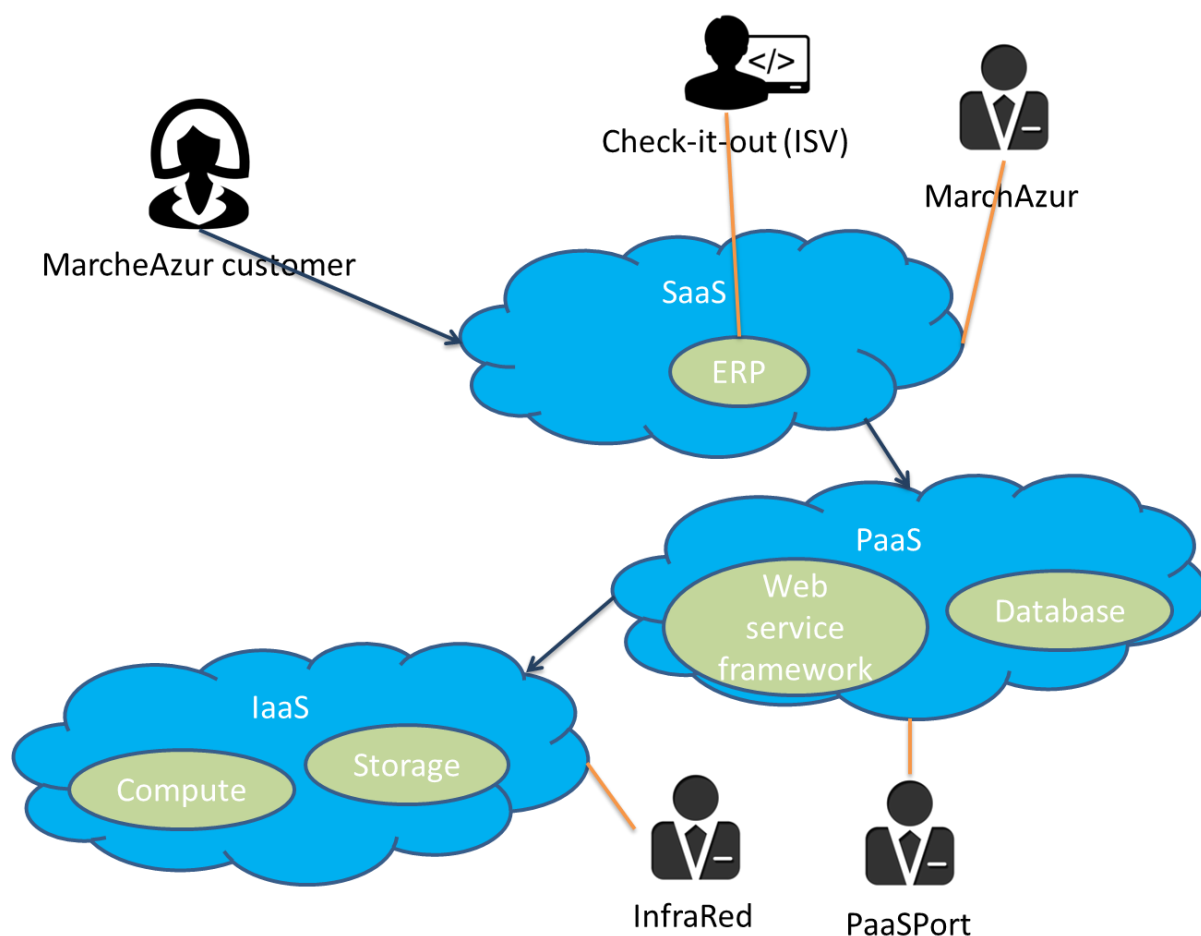 </>
Check-it-out (ISV)
MarchAzur
MarcheAzur customer
SaaS
ERP
PaaS
Web
service
framework
Database
IaaS
Storage
Compute
InfraRed
PaaSPort